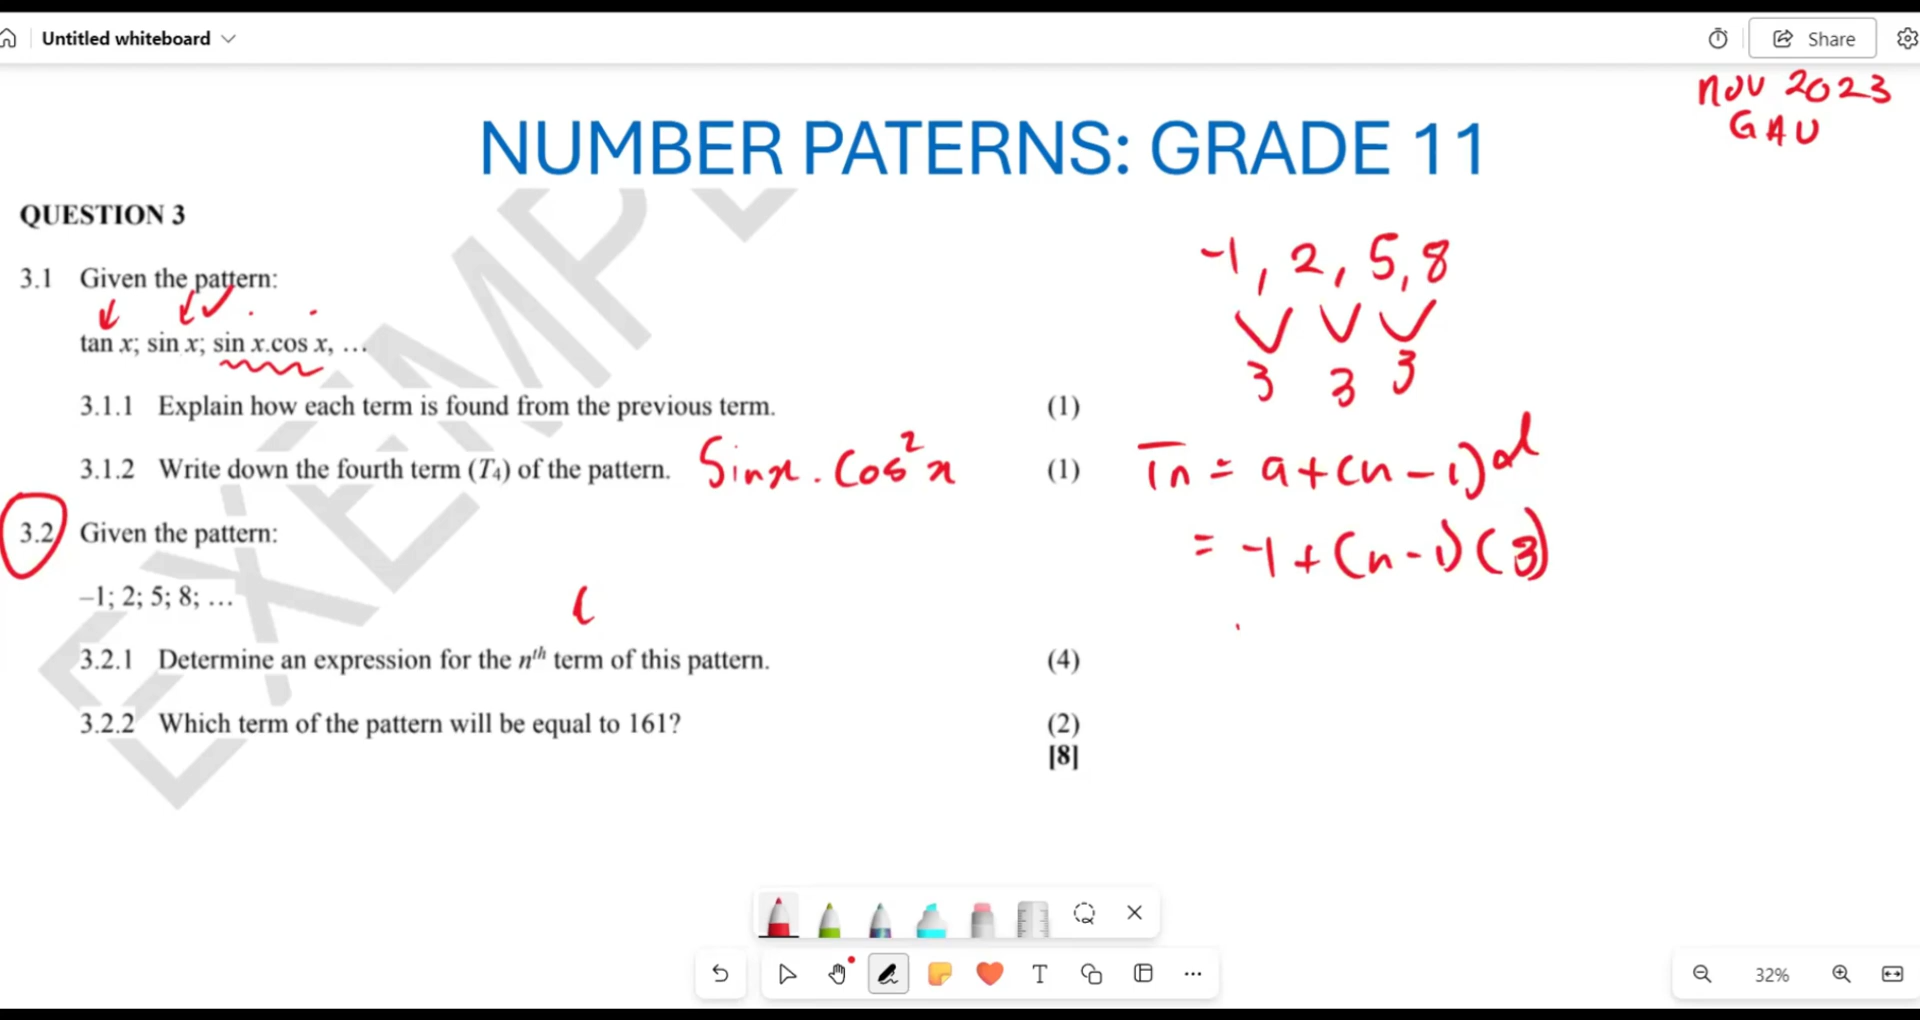 Untitled whiteboard
Share
nov 2023
GAU
NUMBER PATERNS: GRADE 11
EXEMPL
QUESTION 3
3.1 Given the pattern:
tan x; sin x; sin x.cos x, …
3.1.1 Explain how each term is found from the previous term. (1)
3.1.2 Write down the fourth term (T₄) of the pattern. Sinx . Cos²x (1)
3.2 Given the pattern:
–1; 2; 5; 8; …
3.2.1 Determine an expression for the nᵗʰ term of this pattern. (4)
3.2.2 Which term of the pattern will be equal to 161? (2)
[8]
-1, 2, 5, 8
3 3 3
Tn = a+(n-1)d
= -1+(n-1)(3)
32%